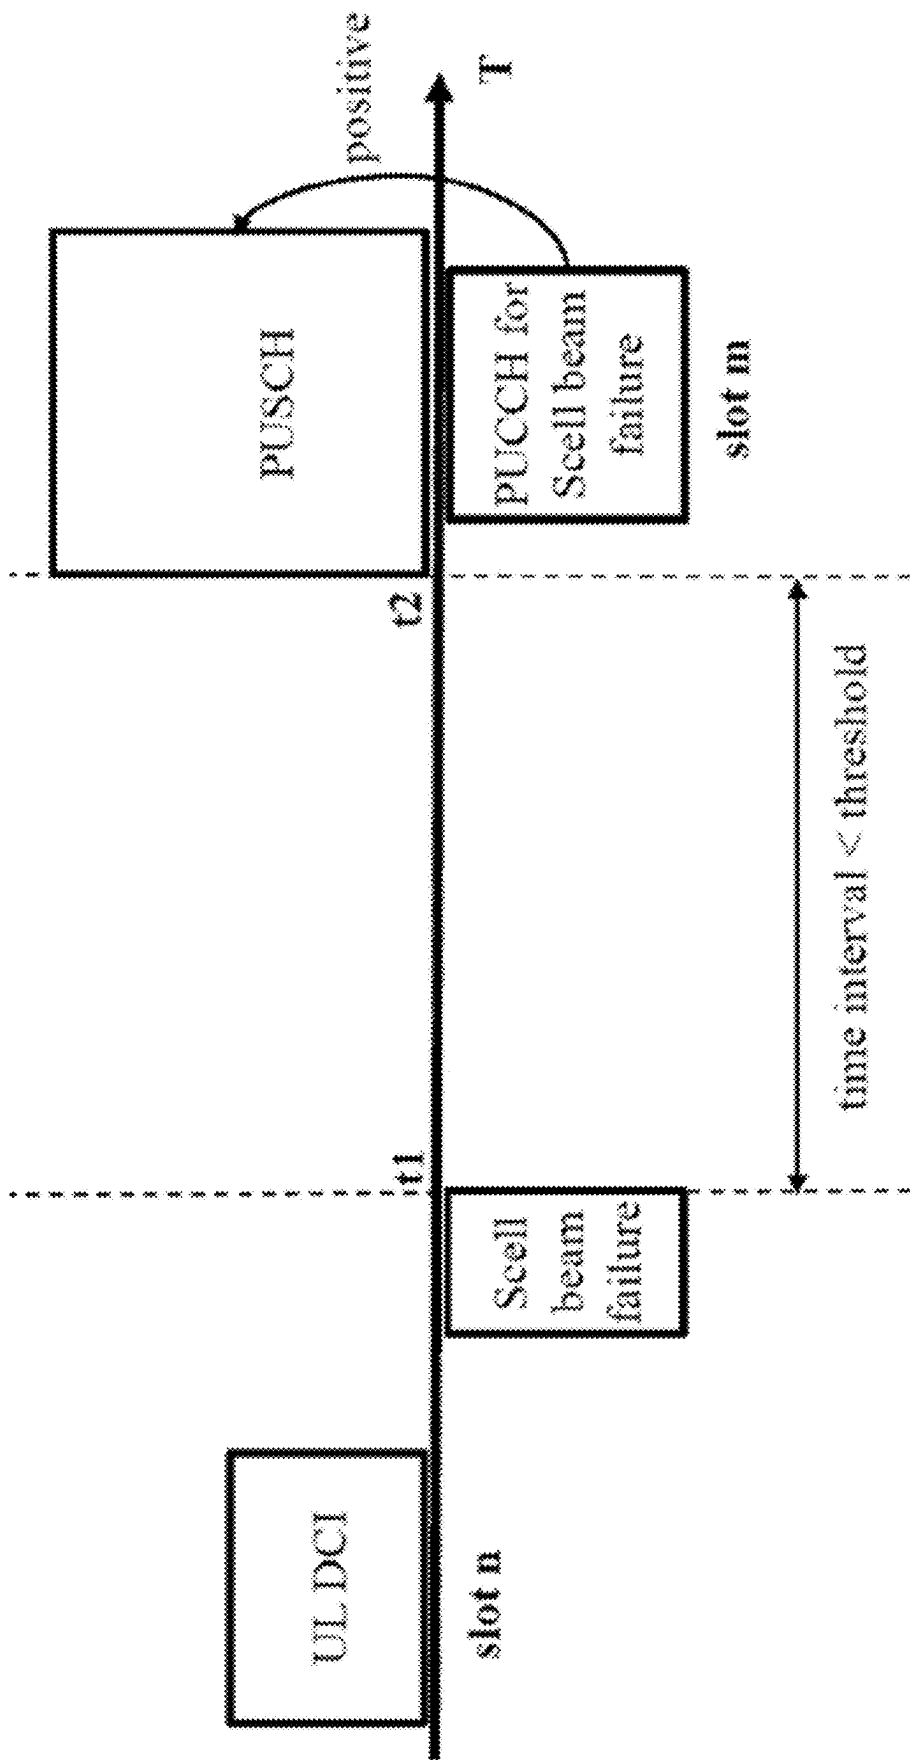 UL DCI
slot n
Scell
beam
failure
t1
t2
time interval < threshold
PUSCH
PUCCH for
Scell beam
failure
slot m
positive
T